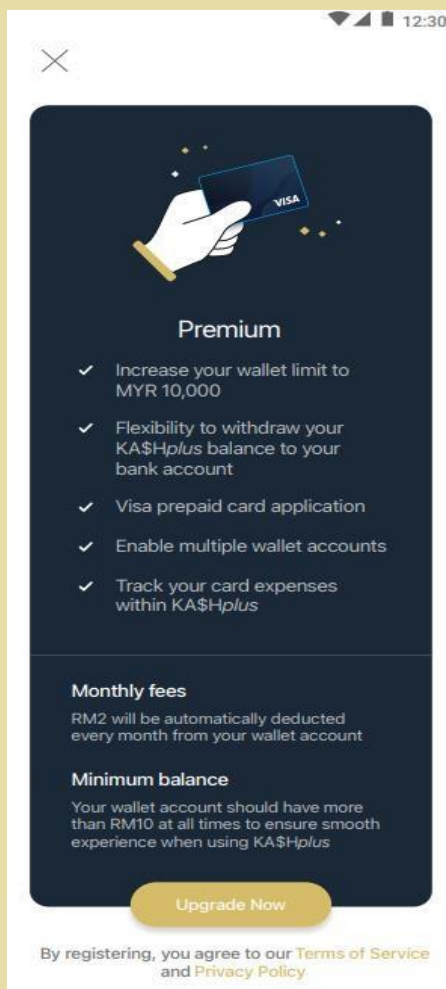 12:30
VISA
Premium
Increase your wallet limit to
MYR 10,000
Flexibility to withdraw your
KA$Hplus balance to your
bank account
Visa prepaid card application
Enable multiple wallet accounts
Track your card expenses
within KA$Hplus
Monthly fees
RM2 will be automatically deducted
every month from your wallet account
Minimum balance
Your wallet account should have more
than RM10 at all times to ensure smooth
experience when using KA$Hplus
Upgrade Now
By registering, you agree to our Terms of Service
and Privacy Policy